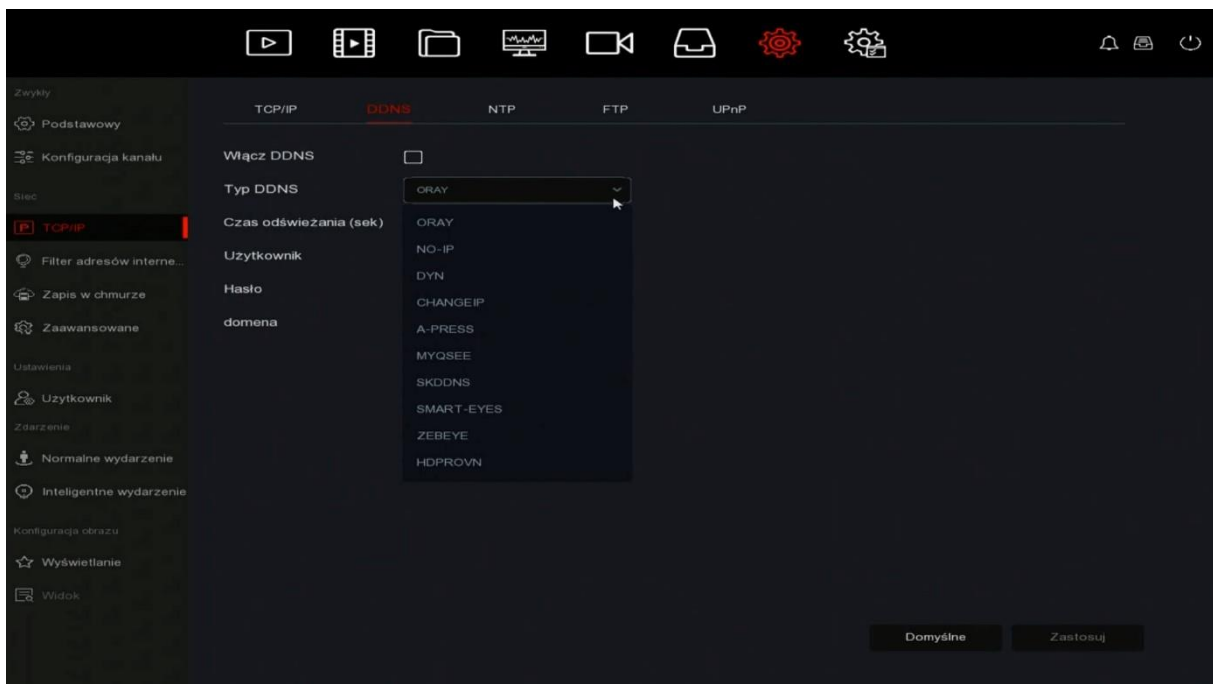 Zwykły
Podstawowy
Konfiguracja kanału
Sieć
TCP/IP
Filter adresów interne...
Zapis w chmurze
Zaawansowane
Ustawienia
Użytkownik
Zdarzenie
Normalne wydarzenie
Inteligentne wydarzenie
Konfiguracja obrazu
Wyświetlanie
Widok
TCP/IP DDNS NTP FTP UPnP
Włącz DDNS
Typ DDNS ORAY
Czas odświeżania (sek)
Użytkownik
Hasło
domena
ORAY
NO-IP
DYN
CHANGEIP
A-PRESS
MYQSEE
SKDDNS
SMART-EYES
ZEBEYE
HDPROVN
Domyślne Zastosuj